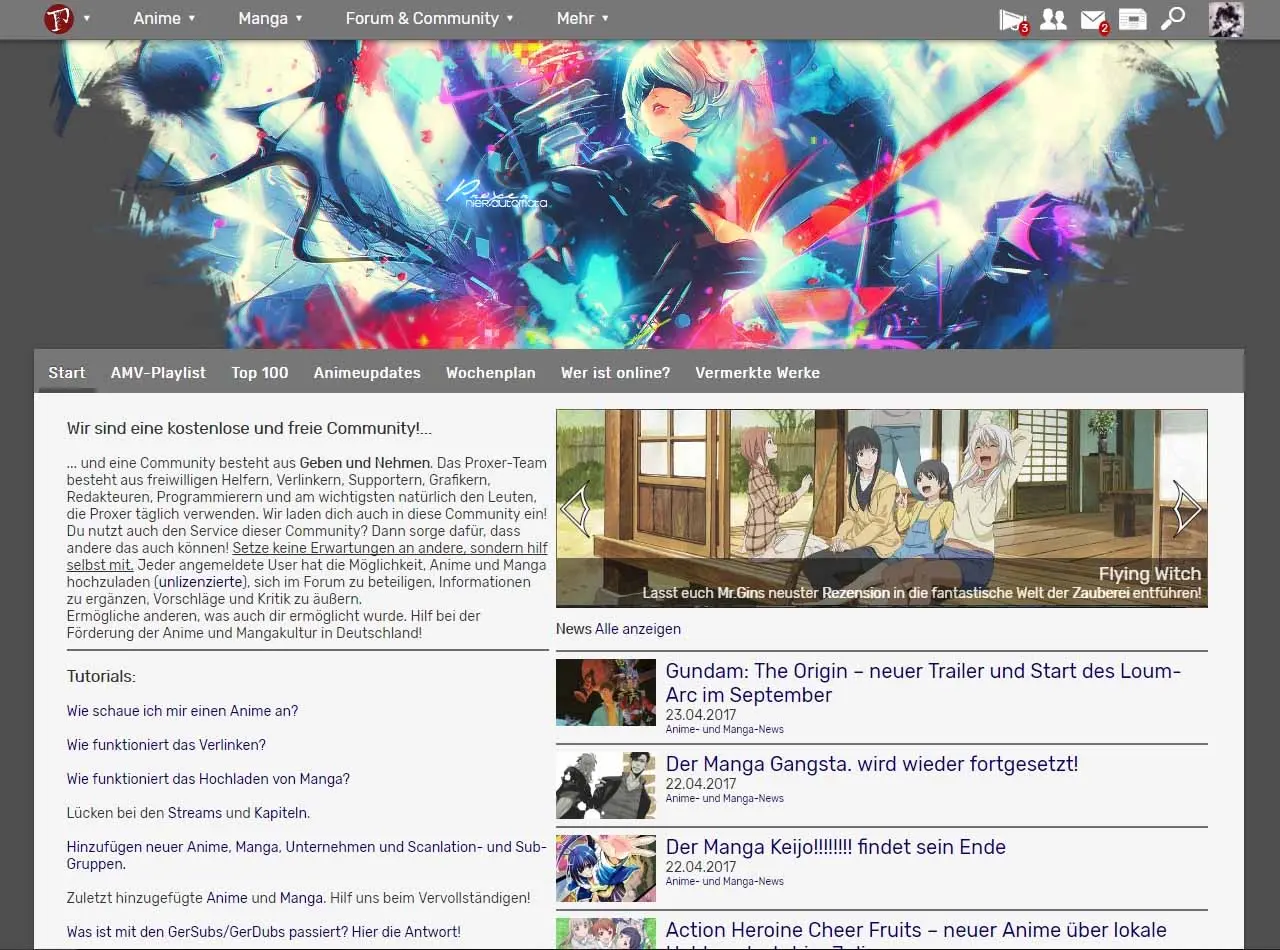 Anime ▾ Manga ▾ Forum & Community ▾ Mehr ▾ 3 2
Proxer
NieR:Automata
Start AMV-Playlist Top 100 Animeupdates Wochenplan Wer ist online? Vermerkte Werke
Wir sind eine kostenlose und freie Community!...
... und eine Community besteht aus Geben und Nehmen. Das Proxer-Team
besteht aus freiwilligen Helfern, Verlinkern, Supportern, Grafikern,
Redakteuren, Programmierern und am wichtigsten natürlich den Leuten,
die Proxer täglich verwenden. Wir laden dich auch in diese Community ein!
Du nutzt auch den Service dieser Community? Dann sorge dafür, dass
andere das auch können! Setze keine Erwartungen an andere, sondern hilf
selbst mit. Jeder angemeldete User hat die Möglichkeit, Anime und Manga
hochzuladen (unlizenzierte), sich im Forum zu beteiligen, Informationen
zu ergänzen, Vorschläge und Kritik zu äußern.
Ermögliche anderen, was auch dir ermöglicht wurde. Hilf bei der
Förderung der Anime und Mangakultur in Deutschland!
Tutorials:
Wie schaue ich mir einen Anime an?
Wie funktioniert das Verlinken?
Wie funktioniert das Hochladen von Manga?
Lücken bei den Streams und Kapiteln.
Hinzufügen neuer Anime, Manga, Unternehmen und Scanlation- und Sub-
Gruppen.
Zuletzt hinzugefügte Anime und Manga. Hilf uns beim Vervollständigen!
Was ist mit den GerSubs/GerDubs passiert? Hier die Antwort!
Flying Witch
Lasst euch Mr.Gins neuster Rezension in die fantastische Welt der Zauberei entführen!
News Alle anzeigen
Gundam: The Origin – neuer Trailer und Start des Loum-
Arc im September
23.04.2017
Anime- und Manga-News
Der Manga Gangsta. wird wieder fortgesetzt!
22.04.2017
Anime- und Manga-News
Der Manga Keijo!!!!!!!! findet sein Ende
22.04.2017
Anime- und Manga-News
Action Heroine Cheer Fruits – neuer Anime über lokale